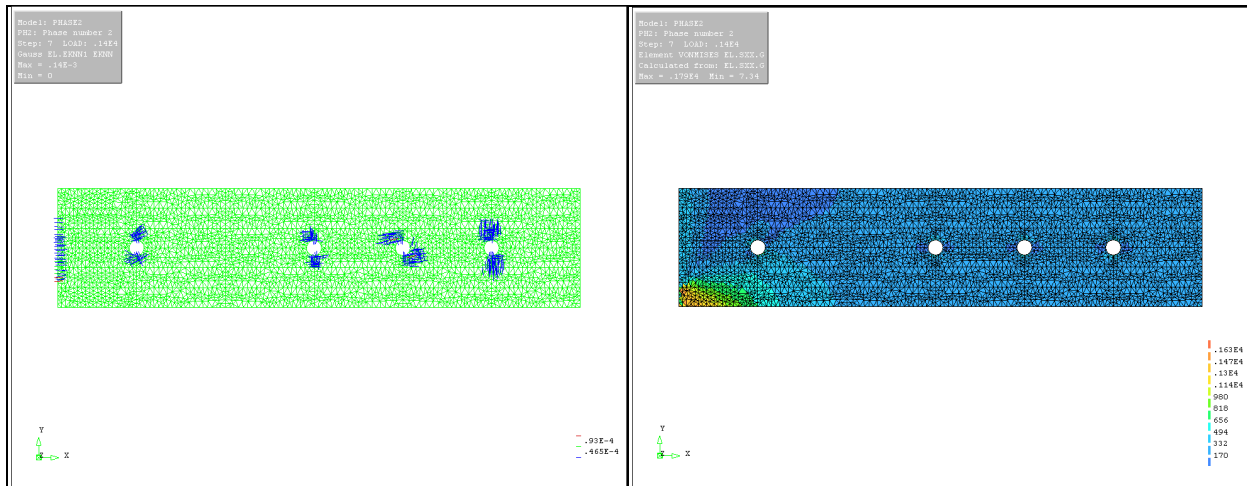 Model: PHASE2
PH2: Phase number 2
Step: 7 LOAD: .14E4
Gauss EL.EKNN1 EKNN
Max = .14E-3
Min = 0
.93E-4
.465E-4
Y
Z
X
Model: PHASE2
PH2: Phase number 2
Step: 7 LOAD: .14E4
Element VONMISES EL.SXX.G
Calculated from: EL.SXX.G
Max = .179E4 Min = 7.34
.163E4
.147E4
.13E4
.114E4
980
818
656
494
332
170
Y
Z
X